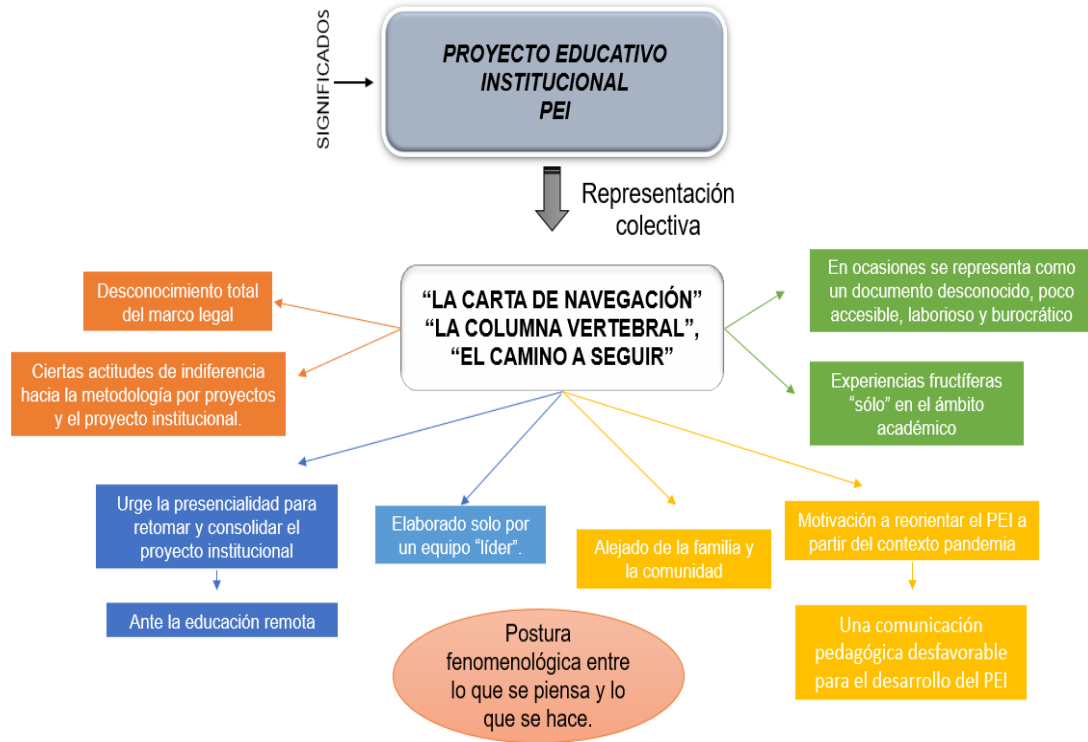 SIGNIFICADOS
PROYECTO EDUCATIVO
INSTITUCIONAL
PEI
Representación
colectiva
“LA CARTA DE NAVEGACIÓN”
“LA COLUMNA VERTEBRAL”,
“EL CAMINO A SEGUIR”
Desconocimiento total
del marco legal
Ciertas actitudes de indiferencia
hacia la metodología por proyectos
y el proyecto institucional.
En ocasiones se representa como
un documento desconocido, poco
accesible, laborioso y burocrático
Experiencias fructíferas
“sólo” en el ámbito
académico
Urge la presencialidad para
retomar y consolidar el
proyecto institucional
Ante la educación remota
Elaborado solo por
un equipo “líder”.
Alejado de la familia y
la comunidad
Motivación a reorientar el PEI a
partir del contexto pandemia
Una comunicación
pedagógica desfavorable
para el desarrollo del PEI
Postura
fenomenológica entre
lo que se piensa y lo
que se hace.